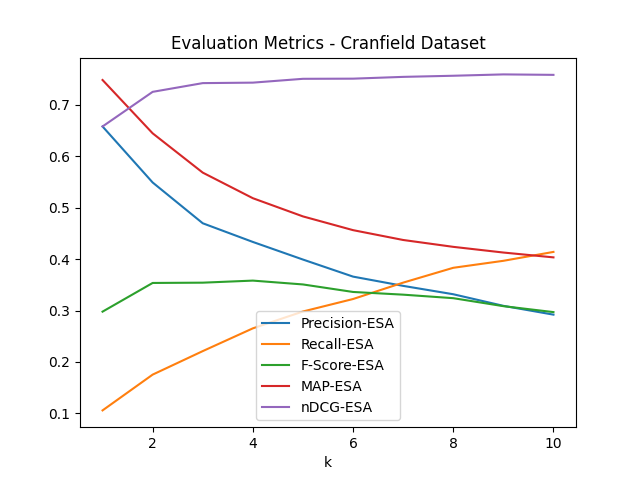 Evaluation Metrics - Cranfield Dataset
0.7
0.6
0.5
0.4
0.3
0.2
0.1
Precision-ESA
Recall-ESA
F-Score-ESA
MAP-ESA
nDCG-ESA
2 4 6 8 10
k